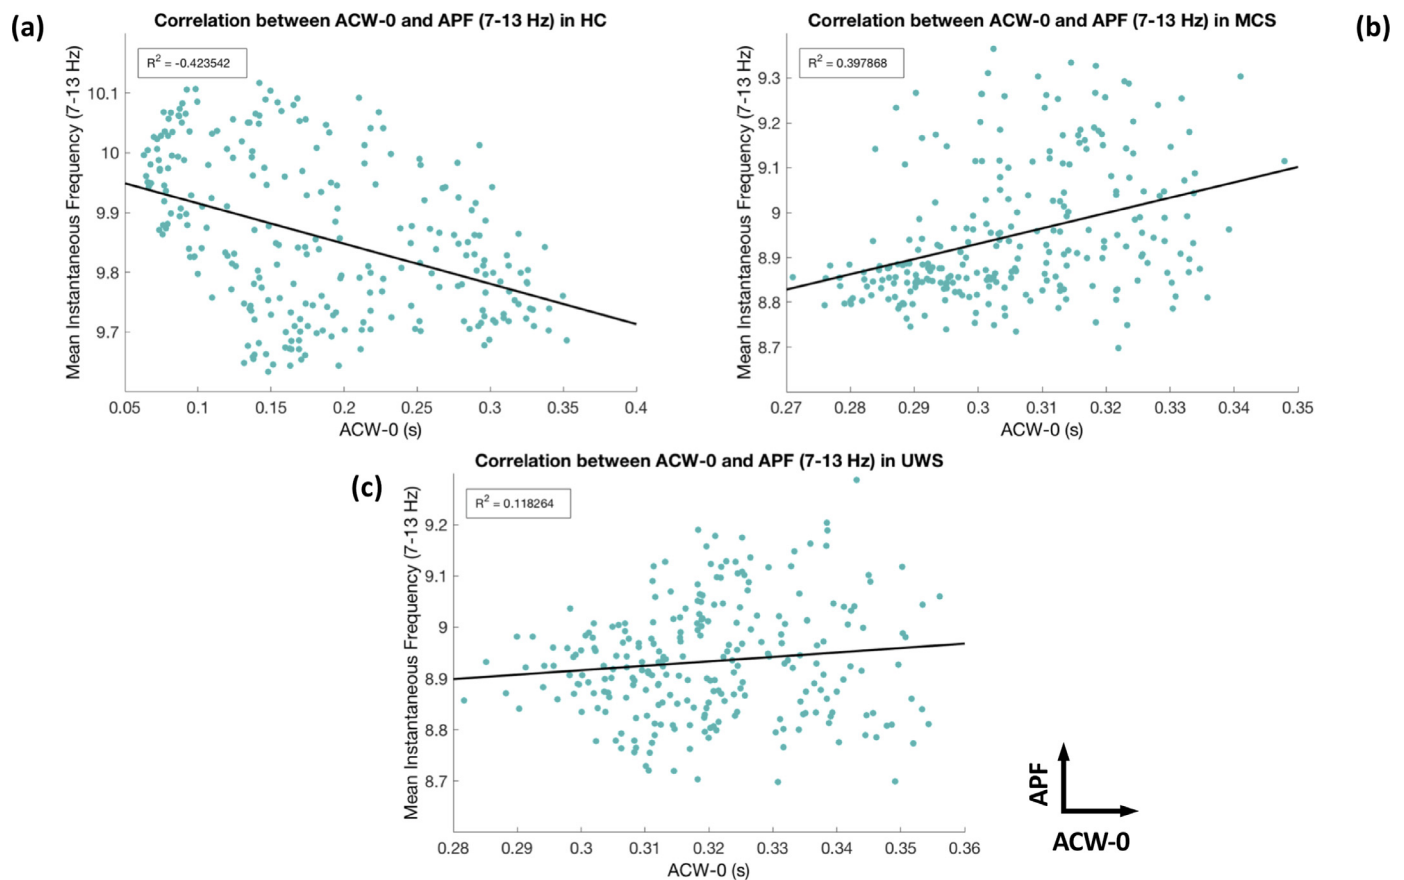 (a)
Correlation between ACW-0 and APF (7-13 Hz) in HC
R² = -0.423542
Mean Instantaneous Frequency (7-13 Hz)
10.1
10
9.9
9.8
9.7
0.05 0.1 0.15 0.2 0.25 0.3 0.35 0.4
ACW-0 (s)
Correlation between ACW-0 and APF (7-13 Hz) in MCS
(b)
R² = 0.397868
Mean Instantaneous Frequency (7-13 Hz)
9.3
9.2
9.1
9
8.9
8.8
8.7
0.27 0.28 0.29 0.3 0.31 0.32 0.33 0.34 0.35
ACW-0 (s)
(c)
Correlation between ACW-0 and APF (7-13 Hz) in UWS
R² = 0.118264
Mean Instantaneous Frequency (7-13 Hz)
9.2
9.1
9
8.9
8.8
8.7
0.28 0.29 0.3 0.31 0.32 0.33 0.34 0.35 0.36
ACW-0 (s)
APF
ACW-0